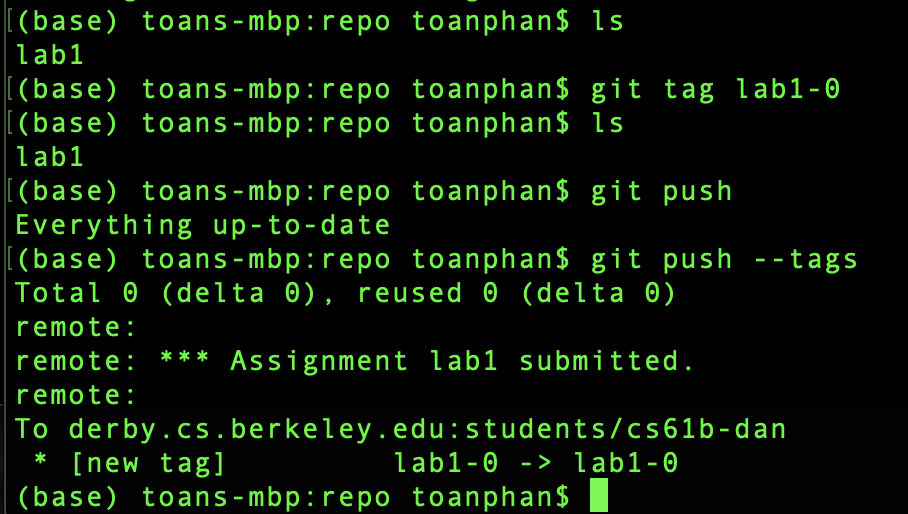 [(base) toans-mbp:repo toanphan$ ls
lab1
[(base) toans-mbp:repo toanphan$ git tag lab1-0
[(base) toans-mbp:repo toanphan$ ls
lab1
[(base) toans-mbp:repo toanphan$ git push
Everything up-to-date
[(base) toans-mbp:repo toanphan$ git push --tags
Total 0 (delta 0), reused 0 (delta 0)
remote:
remote: *** Assignment lab1 submitted.
remote:
To derby.cs.berkeley.edu:students/cs61b-dan
 * [new tag]         lab1-0 -> lab1-0
(base) toans-mbp:repo toanphan$